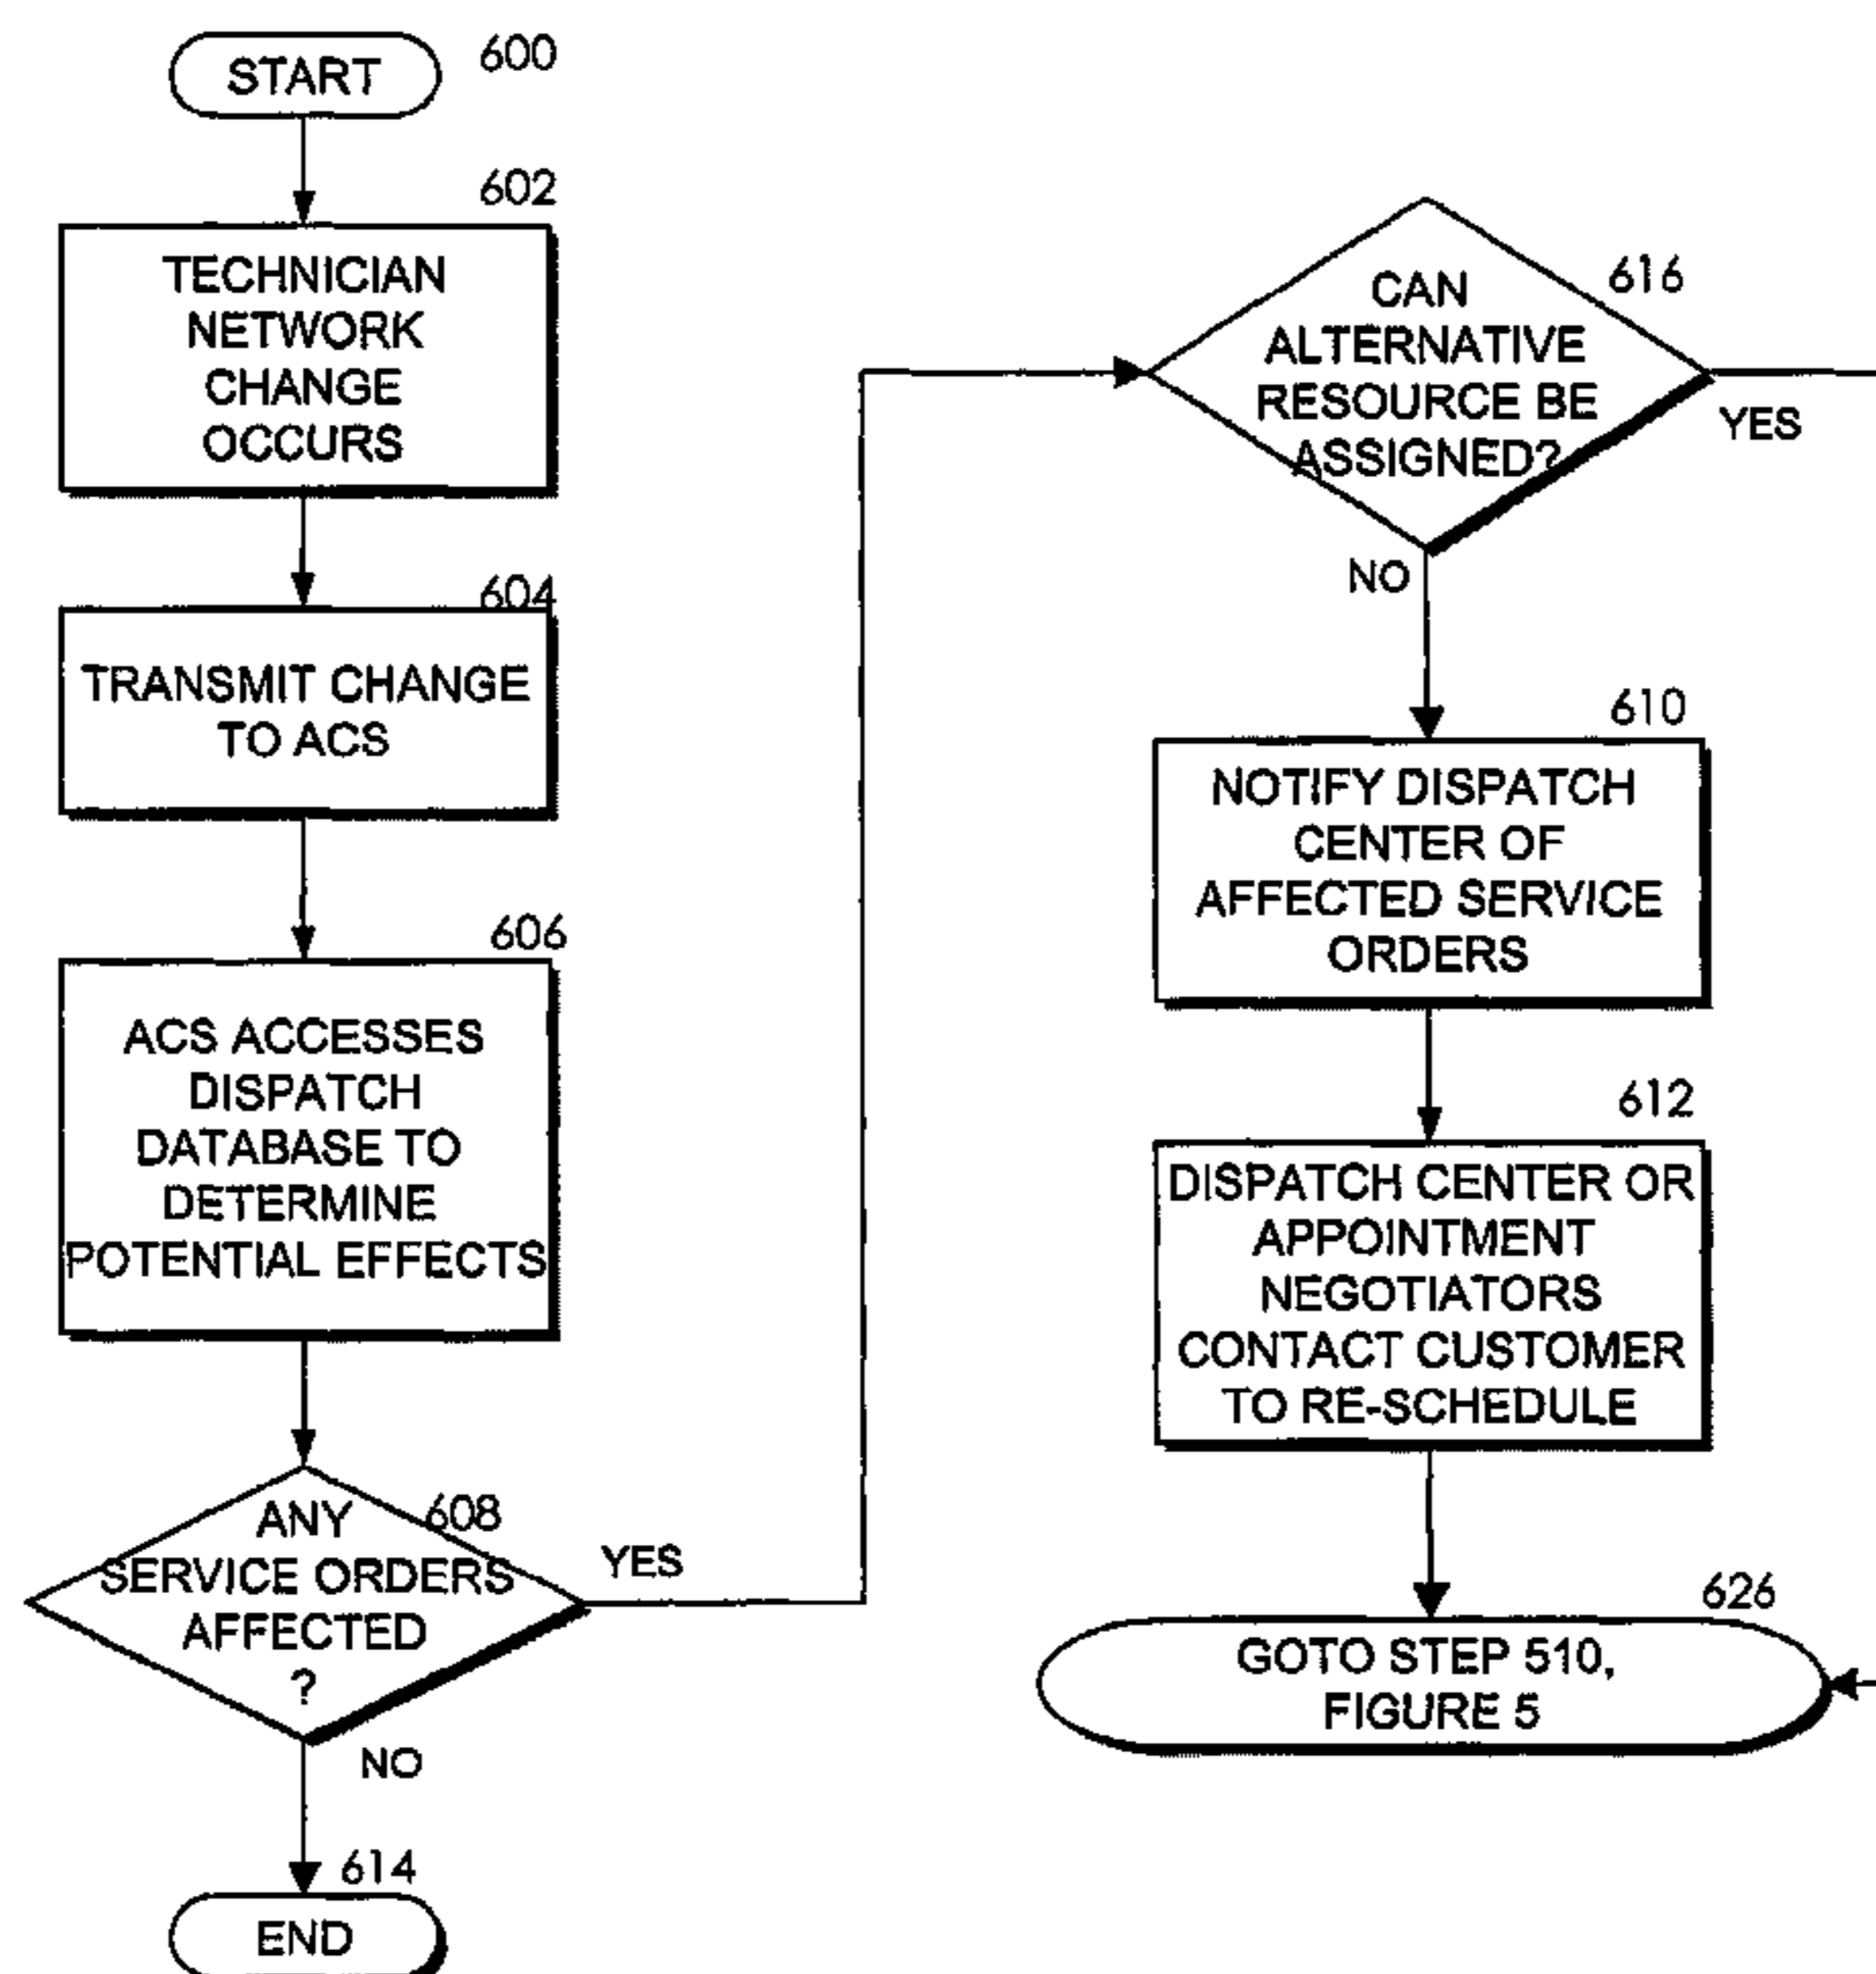 START
600
602
TECHNICIAN
NETWORK
CHANGE
OCCURS
604
TRANSMIT CHANGE
TO ACS
606
ACS ACCESSES
DISPATCH
DATABASE TO
DETERMINE
POTENTIAL EFFECTS
608
ANY
SERVICE ORDERS
AFFECTED
?
YES
NO
614
END
616
CAN
ALTERNATIVE
RESOURCE BE
ASSIGNED?
YES
NO
610
NOTIFY DISPATCH
CENTER OF
AFFECTED SERVICE
ORDERS
612
DISPATCH CENTER OR
APPOINTMENT
NEGOTIATORS
CONTACT CUSTOMER
TO RE-SCHEDULE
626
GOTO STEP 510,
FIGURE 5